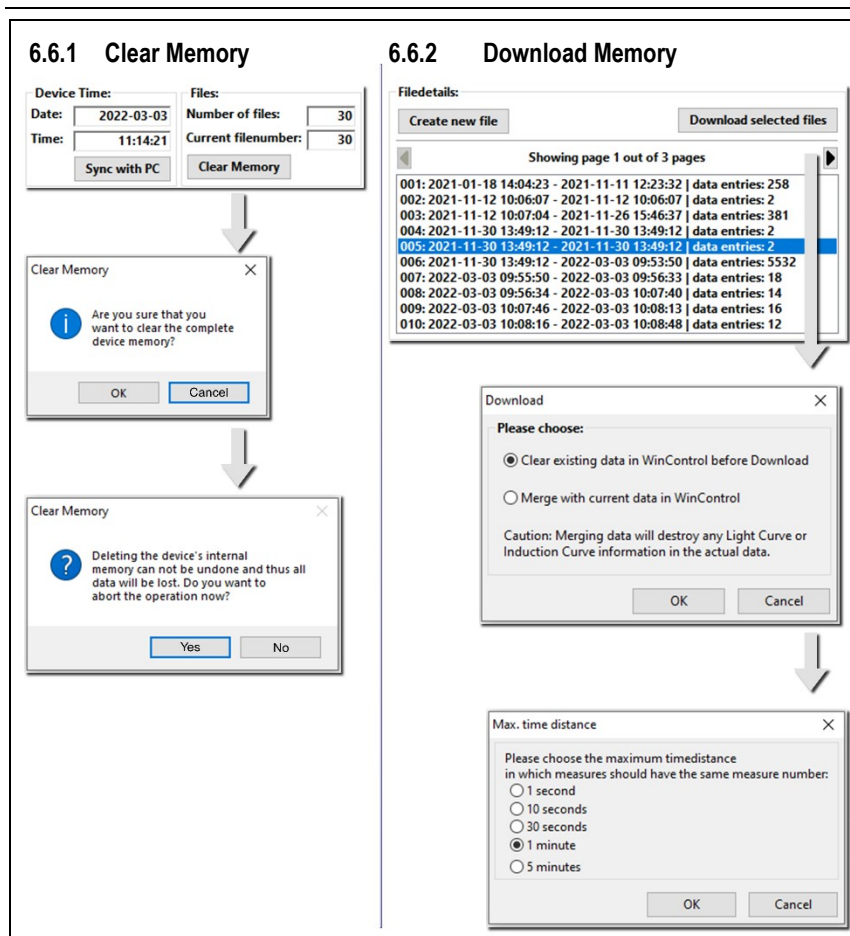 6.6.1 Clear Memory
Device Time:
Date: 2022-03-03
Time: 11:14:21
Sync with PC
Files:
Number of files: 30
Current filenumber: 30
Clear Memory
Clear Memory
Are you sure that you
want to clear the complete
device memory?
OK Cancel
Clear Memory
Deleting the device's internal
memory can not be undone and thus all
data will be lost. Do you want to
abort the operation now?
Yes No
6.6.2 Download Memory
Filedetails:
Create new file Download selected files
Showing page 1 out of 3 pages
001: 2021-01-18 14:04:23 - 2021-11-11 12:23:32 | data entries: 258
002: 2021-11-12 10:06:07 - 2021-11-12 10:06:07 | data entries: 2
003: 2021-11-12 10:07:04 - 2021-11-26 15:46:37 | data entries: 381
004: 2021-11-30 13:49:12 - 2021-11-30 13:49:12 | data entries: 2
005: 2021-11-30 13:49:12 - 2021-11-30 13:49:12 | data entries: 2
006: 2021-11-30 13:49:12 - 2022-03-03 09:53:50 | data entries: 5532
007: 2022-03-03 09:55:50 - 2022-03-03 09:56:33 | data entries: 18
008: 2022-03-03 09:56:34 - 2022-03-03 10:07:40 | data entries: 14
009: 2022-03-03 10:07:46 - 2022-03-03 10:08:13 | data entries: 16
010: 2022-03-03 10:08:16 - 2022-03-03 10:08:48 | data entries: 12
Download
Please choose:
Clear existing data in WinControl before Download
Merge with current data in WinControl
Caution: Merging data will destroy any Light Curve or
Induction Curve information in the actual data.
OK Cancel
Max. time distance
Please choose the maximum timedistance
in which measures should have the same measure number:
1 second
10 seconds
30 seconds
1 minute
5 minutes
OK Cancel